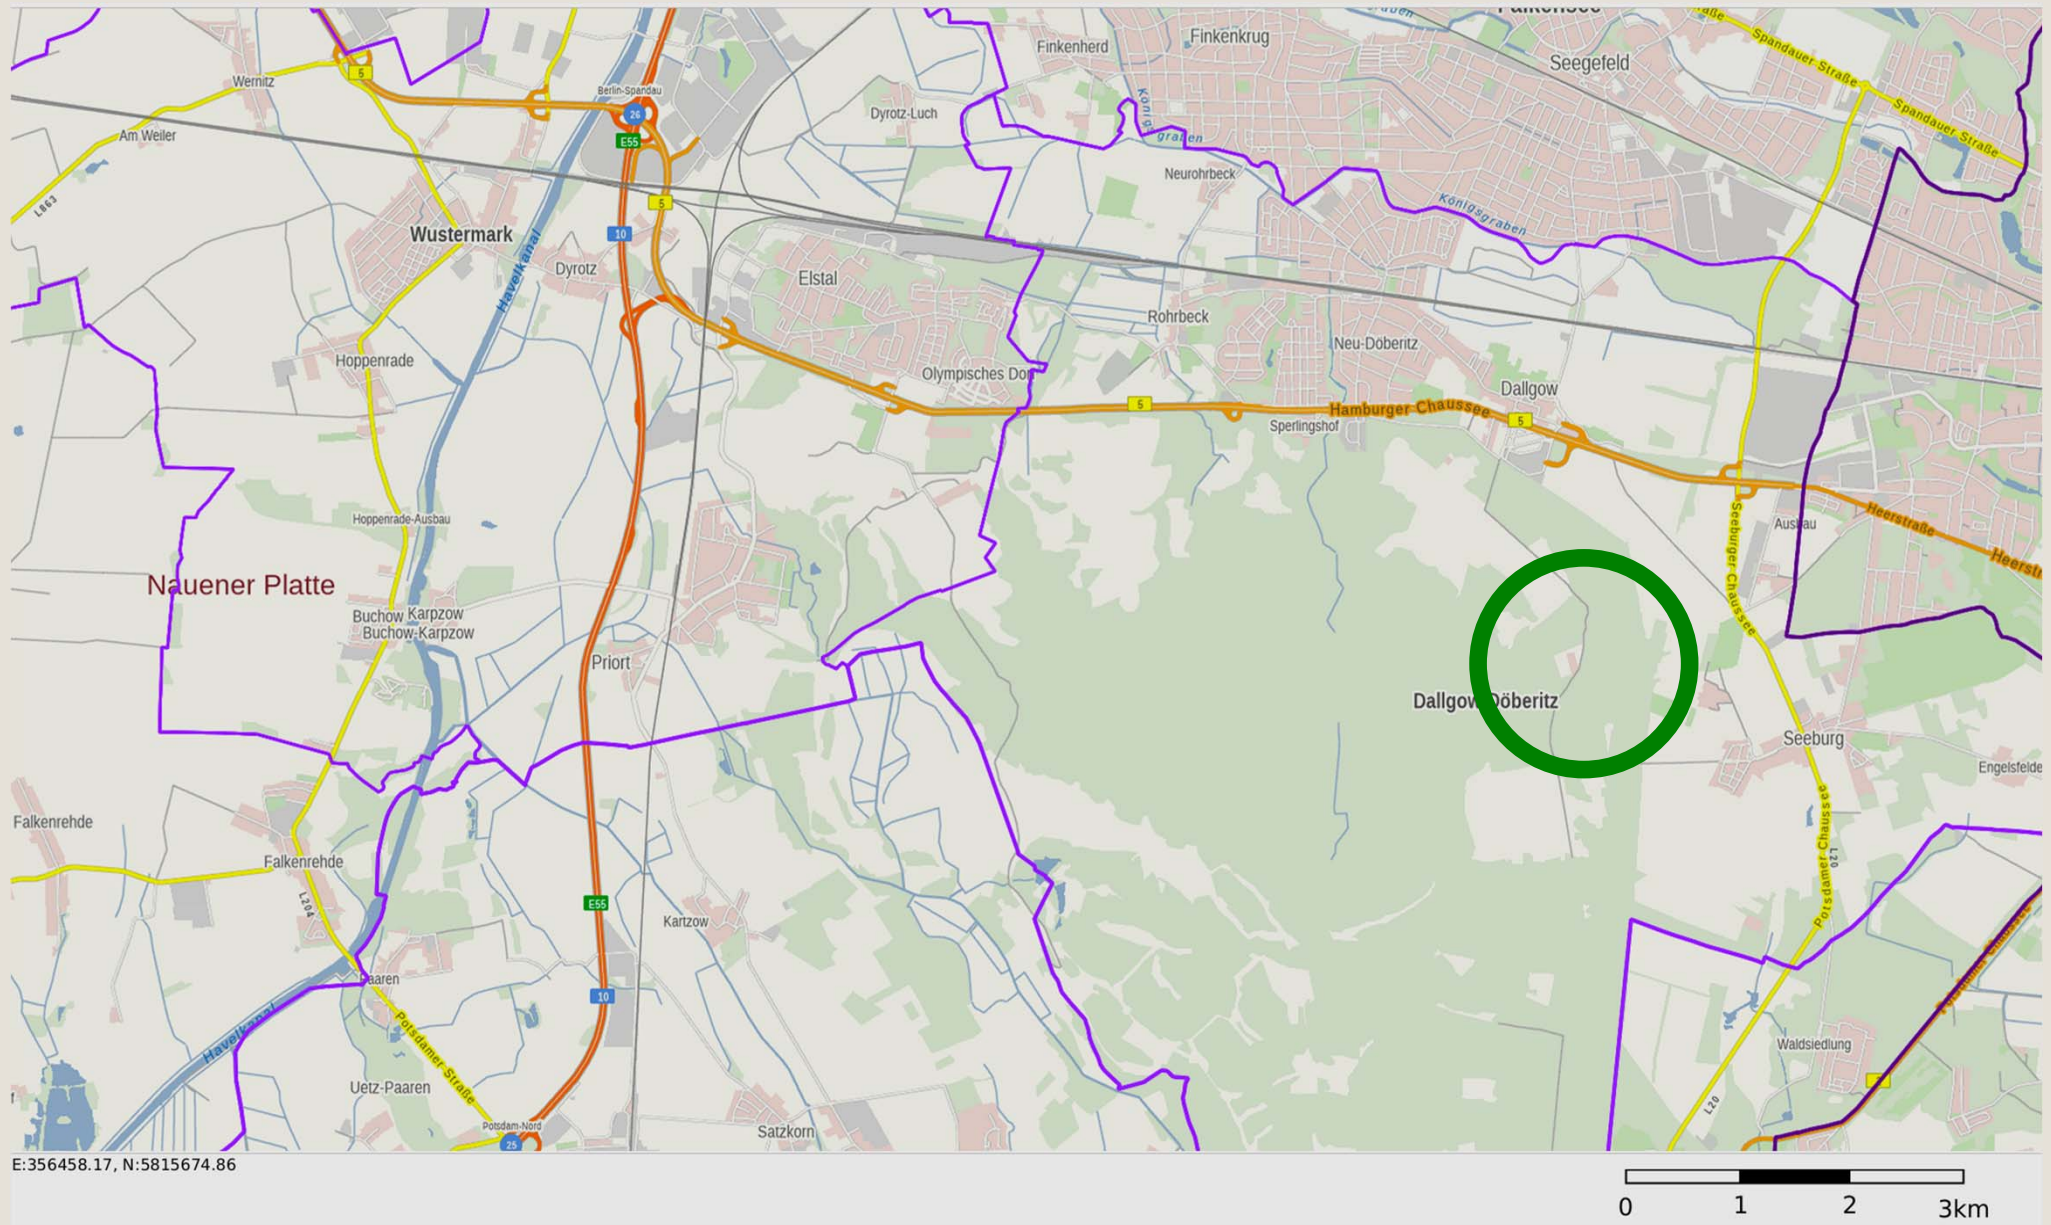 Falkensee
Spandauer Straße
Finkenherd
Finkenkrug
Seegefeld
Wernitz
5
Berlin-Spandau
26
E55
Dyrotz-Luch
Königsgraben
Spandauer Straße
Am Weiler
L863
Neurohrbeck
5
Königsgraben
Wustermark
10
Havelkanal
Dyrotz
Elstal
Rohrbeck
Neu-Döberitz
Hoppenrade
Olympisches Dorf
Dallgow
5
Hamburger Chaussee
5
Sperlingshof
Hoppenrade-Ausbau
Seeburger Chaussee
Ausbau
Heerstraße
Heerstr
Nauener Platte
Buchow Karpzow
Buchow-Karpzow
Priort
Dallgow-Döberitz
Seeburg
Engelsfelde
Falkenrehde
Falkenrehde
L204
Potsdamer Chaussee
L20
E55
Kartzow
Paaren
10
Havelkanal
Potsdamer Straße
Potsdamer Chaussee
Waldsiedlung
Uetz-Paaren
L20
Potsdam-Nord
25
Satzkorn
E:356458.17, N:5815674.86
0 1 2 3km